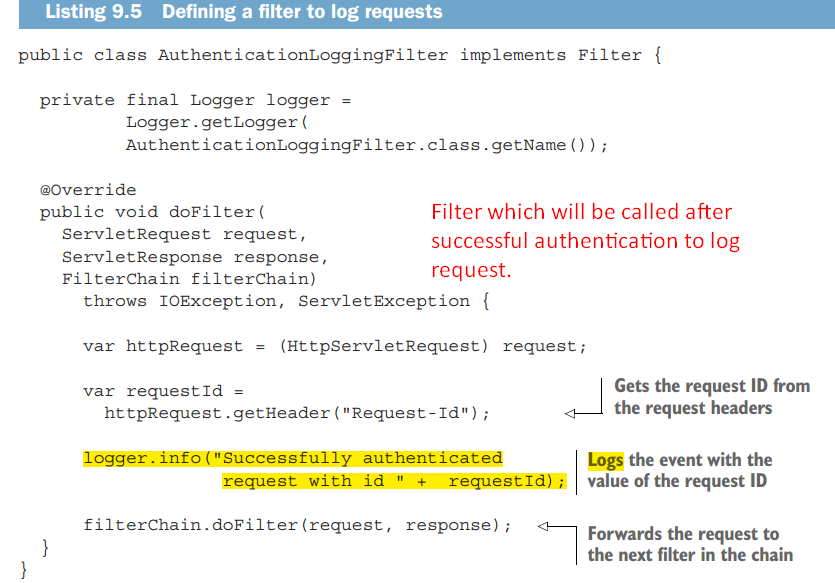 Listing 9.5 Defining a filter to log requests
public class AuthenticationLoggingFilter implements Filter {
private final Logger logger =
Logger.getLogger(
AuthenticationLoggingFilter.class.getName());
@Override
public void doFilter(
ServletRequest request,
ServletResponse response,
FilterChain filterChain)
throws IOException, ServletException {
Filter which will be called after
successful authentication to log
request.
var httpRequest = (HttpServletRequest) request;
var requestId =
httpRequest.getHeader("Request-Id");
Gets the request ID from
the request headers
logger.info("Successfully authenticated
request with id " + requestId);
Logs the event with the
value of the request ID
filterChain.doFilter(request, response);
Forwards the request to
the next filter in the chain
}
}